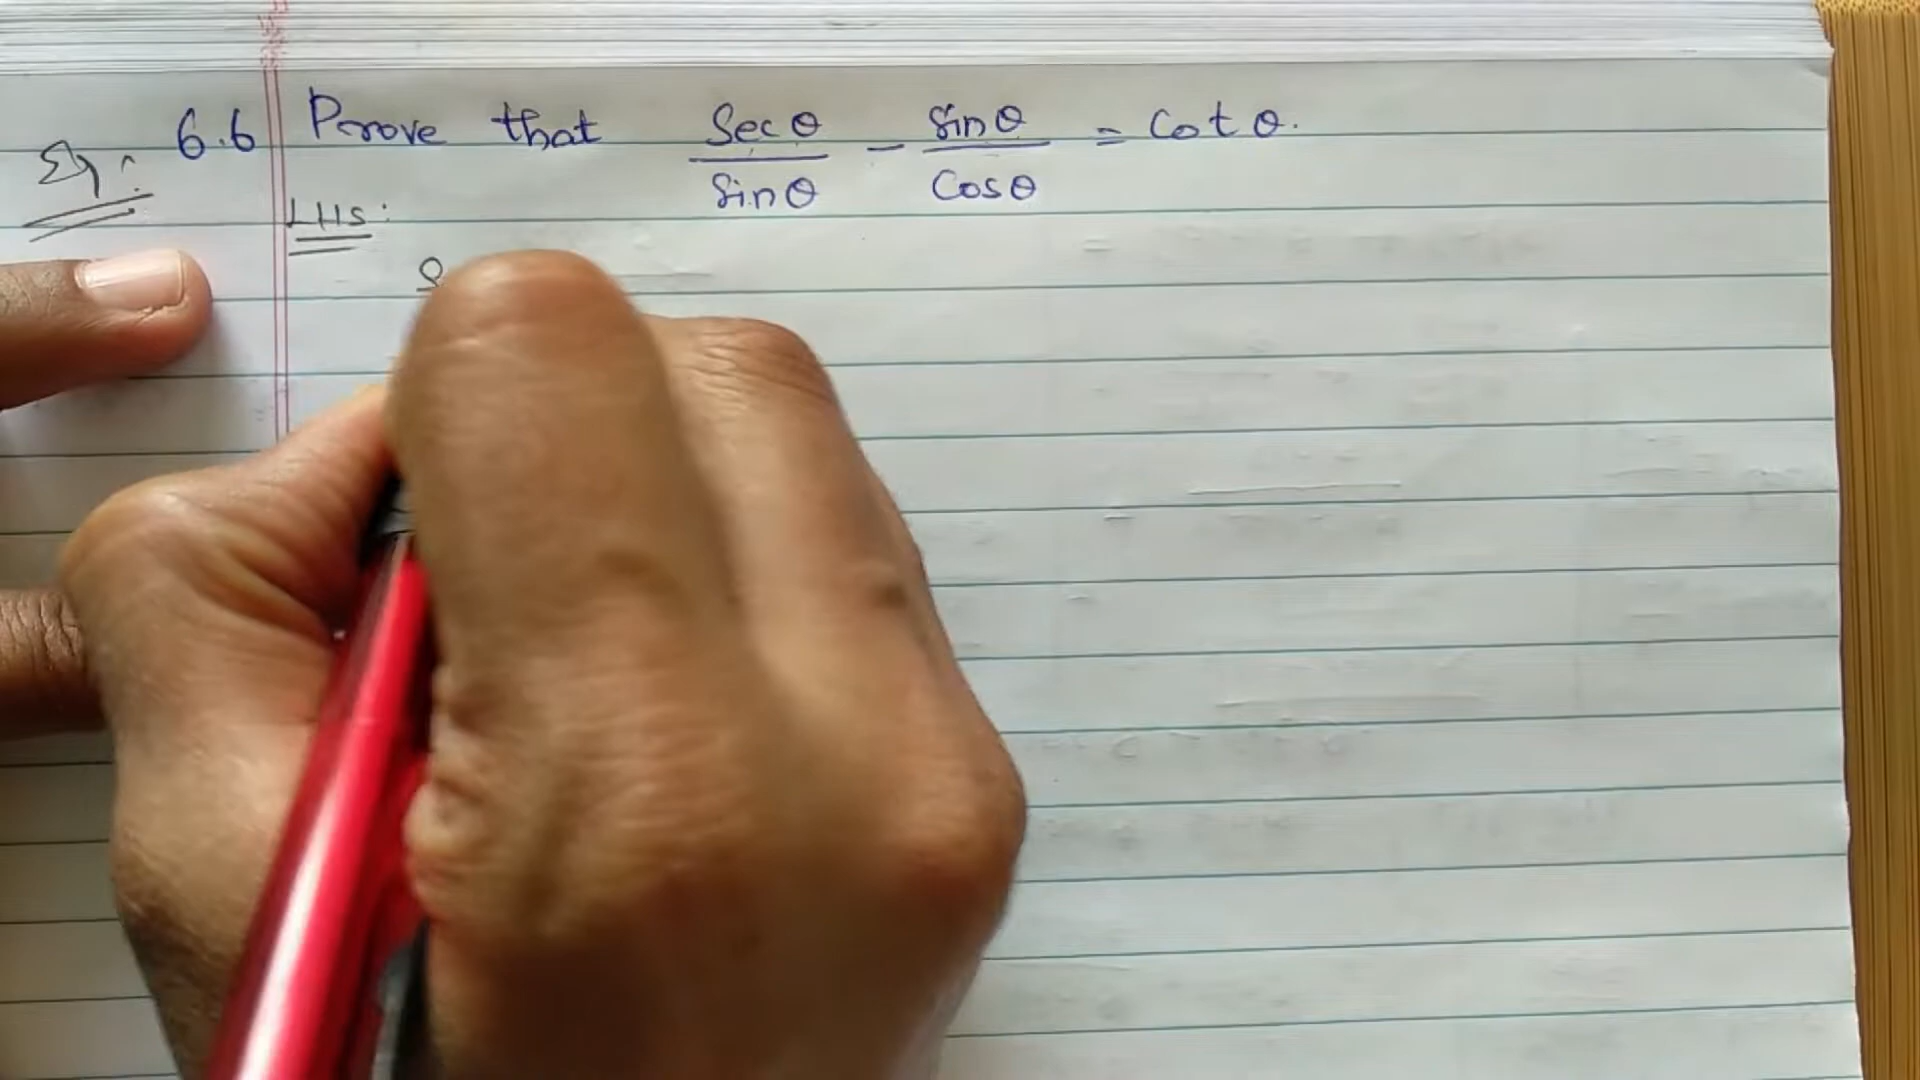 Eg: 6.6 Prove that Secθ/Sinθ - Sinθ/Cosθ = Cotθ.
LHS:
S